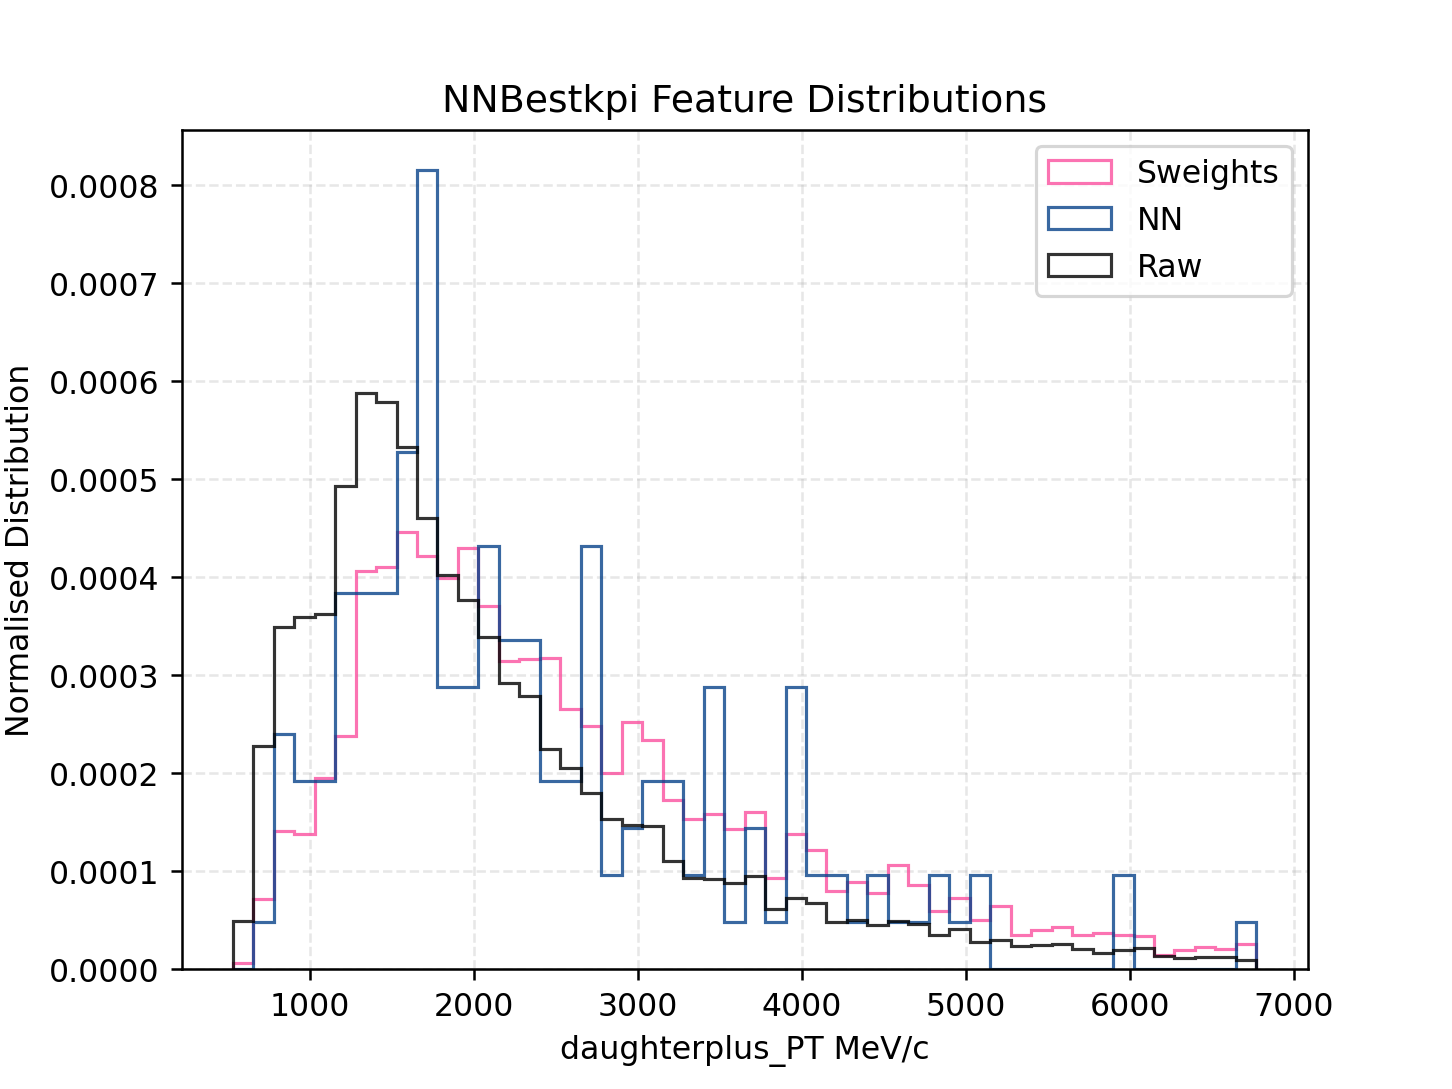 NNBestkpi Feature Distributions
Sweights
NN
Raw
Normalised Distribution
0.0008
0.0007
0.0006
0.0005
0.0004
0.0003
0.0002
0.0001
0.0000
1000 2000 3000 4000 5000 6000 7000
daughterplus_PT MeV/c